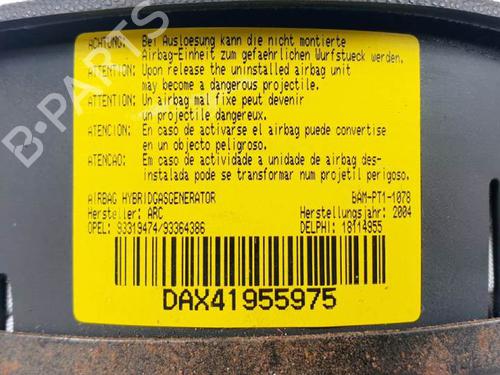 ACHTUNG: Bei Ausloesung kann die nicht montierte
Airbag-Einheit zum gefaehrlichen Wurfstueck werden.
ATTENTION: Upon release the uninstalled airbag unit
may become a dangerous projectile.
ATTENTION: Un airbag mal fixe peut devenir
un projectile dangereux.
ATENCION: En caso de activarse el airbag puede convertise
en un objecto peligroso.
ATENCAO: Em caso de actividade a unidade de airbag des-
instalada pode se transformar num projetil perigoso.
AIRBAG HYBRIDGASGENERATOR BAM-PT1-1078
Hersteller: ARC Herstellungsjahr: 2004
OPEL: 93319474/93364386 DELPHI: 18114955
DAX41955975
B-PARTS